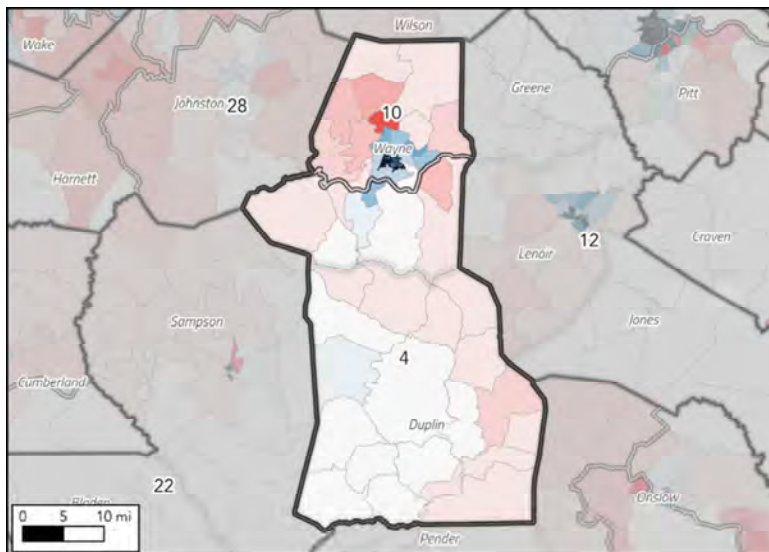 Wilson
Wake
Greene
Johnston
28
10
Pitt
Wayne
Harnett
12
Craven
Lenoir
Sampson
Jones
4
Cumberland
Duplin
22
Bladen
Onslow
0 5 10 mi
Pender